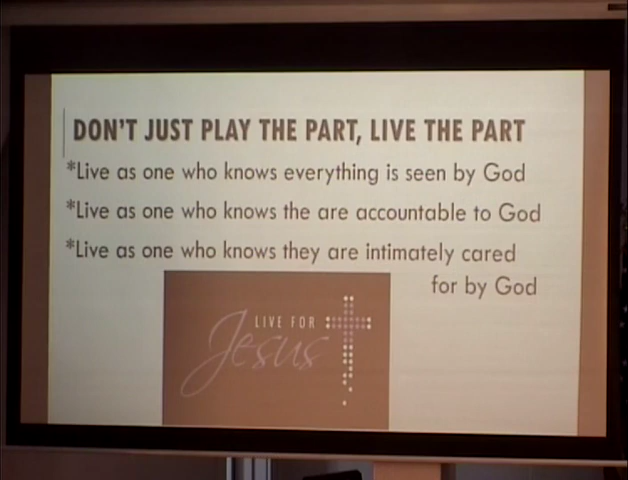 DON'T JUST PLAY THE PART, LIVE THE PART
*Live as one who knows everything is seen by God
*Live as one who knows the are accountable to God
*Live as one who knows they are intimately cared
for by God
LIVE FOR
Jesus